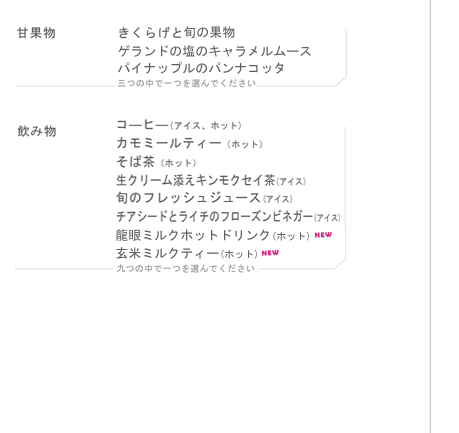 甘果物
きくらげと旬の果物
ゲランドの塩のキャラメルムース
パイナップルのパンナコッタ
三つの中で一つを選んでください
飲み物
コーヒー(アイス、ホット)
カモミールティー (ホット)
そば茶 (ホット)
生クリーム添えキンモクセイ茶(アイス)
旬のフレッシュジュース(アイス)
チアシードとライチのフローズンビネガー(アイス)
龍眼ミルクホットドリンク(ホット) NEW
玄米ミルクティー(ホット) NEW
九つの中で一つを選んでください